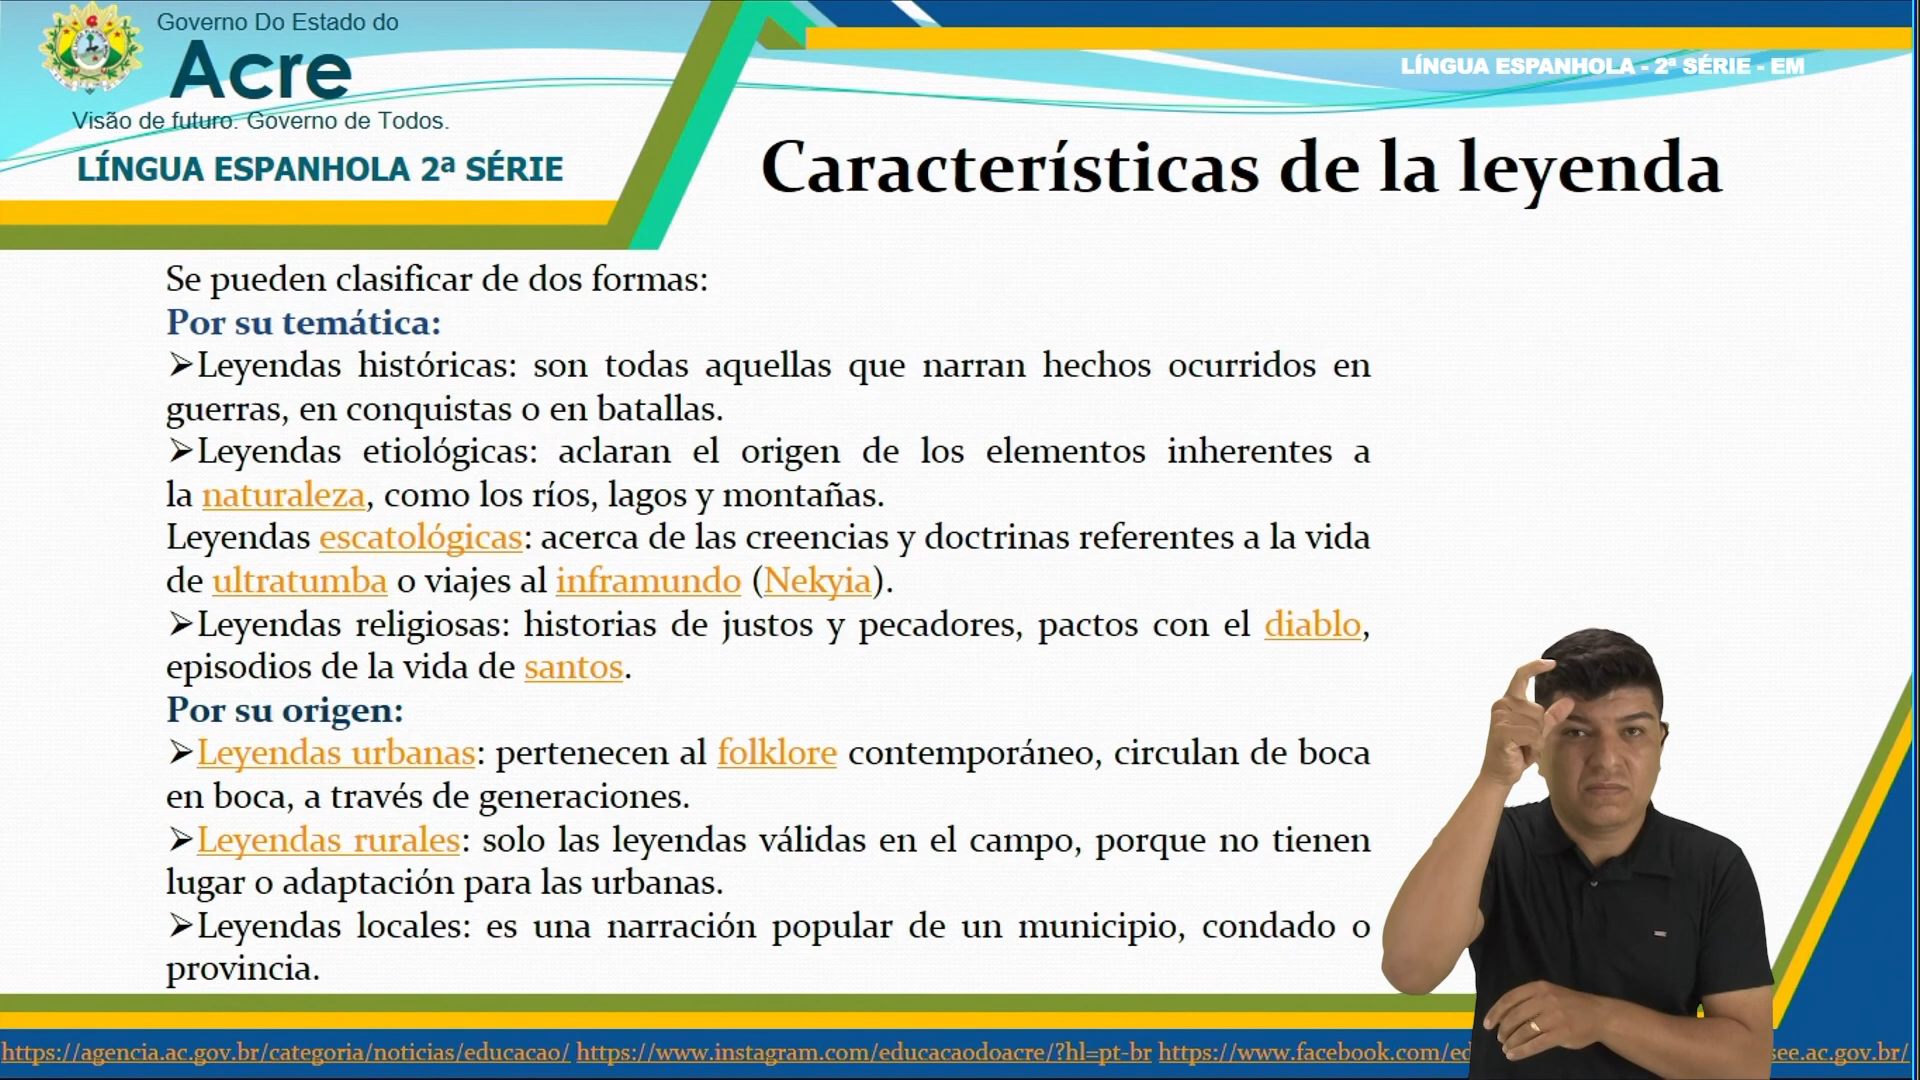 Governo Do Estado do
Acre
Visão de futuro. Governo de Todos.
LÍNGUA ESPANHOLA 2ª SÉRIE
LÍNGUA ESPANHOLA - 2ª SÉRIE - EM
Características de la leyenda
Se pueden clasificar de dos formas:
Por su temática:
➢Leyendas históricas: son todas aquellas que narran hechos ocurridos en
guerras, en conquistas o en batallas.
➢Leyendas etiológicas: aclaran el origen de los elementos inherentes a
la naturaleza, como los ríos, lagos y montañas.
Leyendas escatológicas: acerca de las creencias y doctrinas referentes a la vida
de ultratumba o viajes al inframundo (Nekyia).
➢Leyendas religiosas: historias de justos y pecadores, pactos con el diablo,
episodios de la vida de santos.
Por su origen:
➢Leyendas urbanas: pertenecen al folklore contemporáneo, circulan de boca
en boca, a través de generaciones.
➢Leyendas rurales: solo las leyendas válidas en el campo, porque no tienen
lugar o adaptación para las urbanas.
➢Leyendas locales: es una narración popular de un municipio, condado o
provincia.
https://agencia.ac.gov.br/categoria/noticias/educacao/ https://www.instagram.com/educacaodoacre/?hl=pt-br https://www.facebook.com/ed see.ac.gov.br/